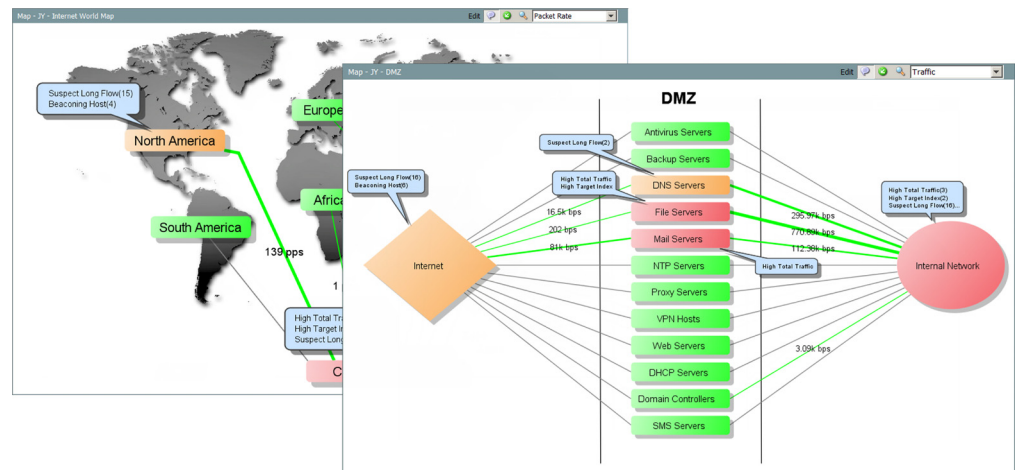 Map - JY - Internet World Map
Edit
Packet Rate
Suspect Long Flow(15)
Beaconing Host(4)
North America
Europe
Africa
South America
139 pps
1
High Total Tra
High Target In
Suspect Long
C
Map - JY - DMZ
Edit
Traffic
DMZ
Antivirus Servers
Suspect Long Flow(2)
Backup Servers
Suspect Long Flow(16)
Beaconing Host(6)
High Total Traffic
High Target Index
DNS Servers
High Total Traffic(3)
High Target Index(2)
Suspect Long Flow(16)...
16.5k bps
File Servers
295.97k bps
202 bps
770.89k bps
81k bps
Mail Servers
112.38k bps
Internet
NTP Servers
High Total Traffic
Internal Network
Proxy Servers
VPN Hosts
Web Servers
3.09k bps
DHCP Servers
Domain Controllers
SMS Servers